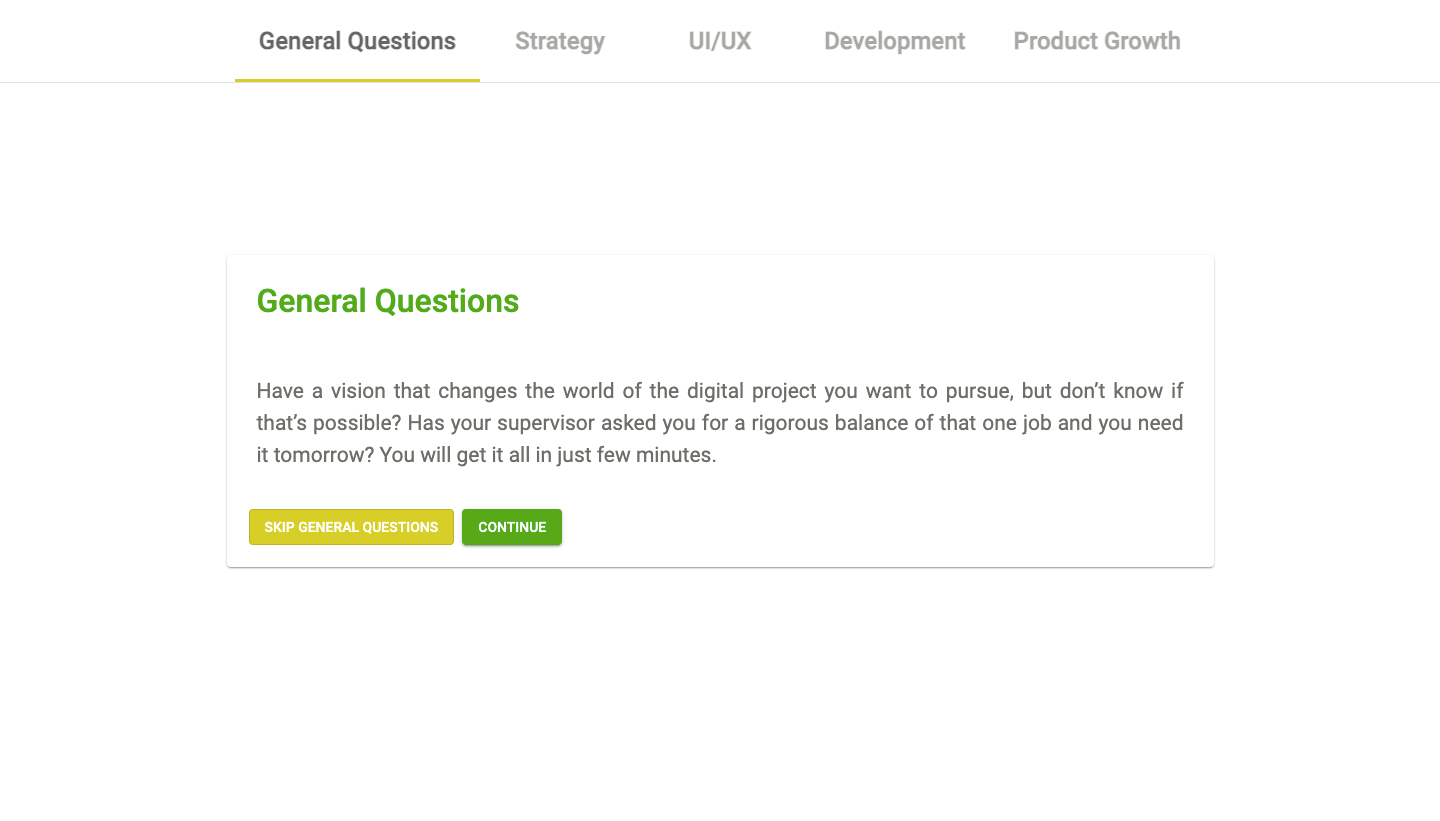 General Questions Strategy UI/UX Development Product Growth
General Questions
Have a vision that changes the world of the digital project you want to pursue, but don’t know if
that’s possible? Has your supervisor asked you for a rigorous balance of that one job and you need
it tomorrow? You will get it all in just few minutes.
SKIP GENERAL QUESTIONS CONTINUE